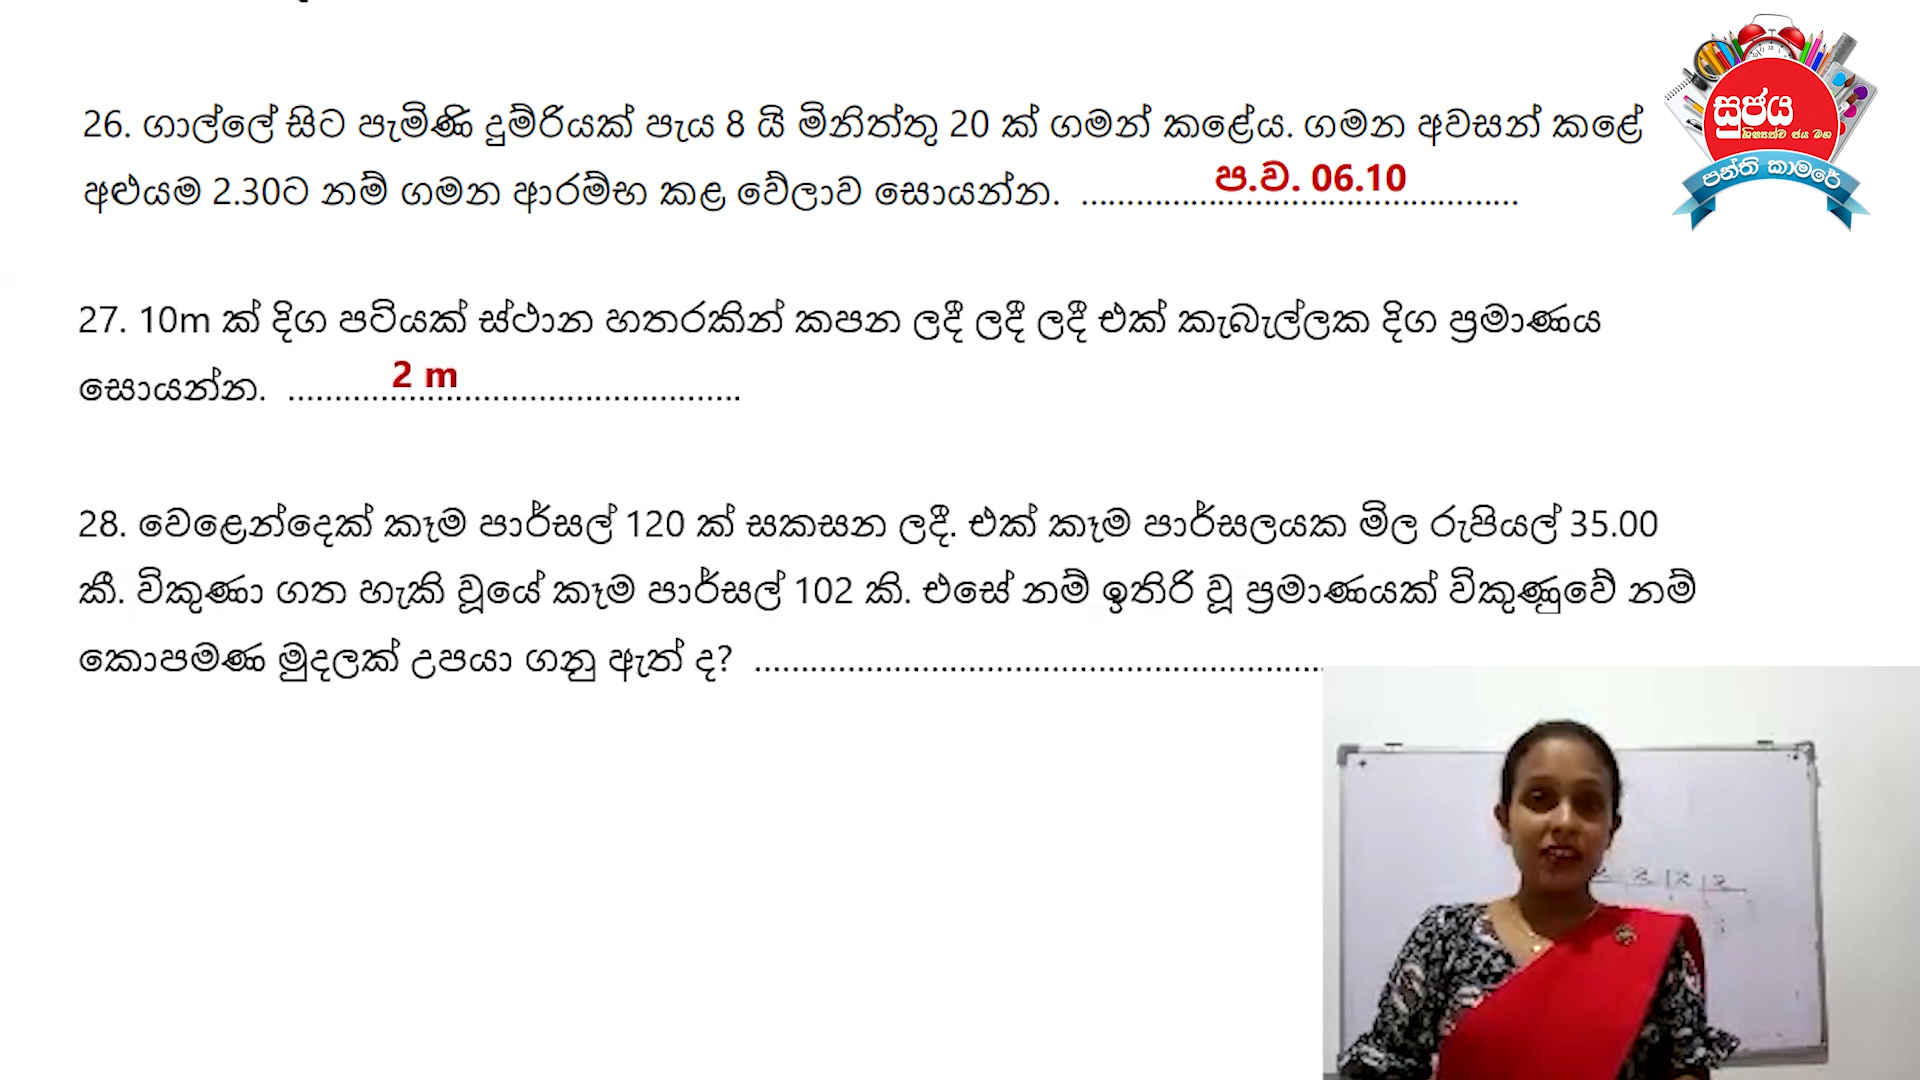 26. ගාල්ලේ සිට පැමිණි දුම්රියක් පැය 8 යි මිනිත්තු 20 ක් ගමන් කළේය. ගමන අවසන් කළේ
අළුයම 2.30ට නම් ගමන ආරම්භ කළ වේලාව සොයන්න. ................................................
ප.ව. 06.10
27. 10m ක් දිග පටියක් ස්ථාන හතරකින් කපන ලදී ලදී ලදී එක් කැබැල්ලක දිග ප්‍රමාණය
සොයන්න. ................................................
2 m
28. වෙළෙන්දෙක් කෑම පාර්සල් 120 ක් සකසන ලදී. එක් කෑම පාර්සලයක මිල රුපියල් 35.00
කී. විකුණා ගත හැකි වූයේ කෑම පාර්සල් 102 කි. එසේ නම් ඉතිරි වූ ප්‍රමාණයක් විකුණුවේ නම්
කොපමණ මුදලක් උපයා ගනු ඇත් ද? ................................................
සුජය
ශිෂ්‍යත්ව ජය මග
පන්ති කාමරේ